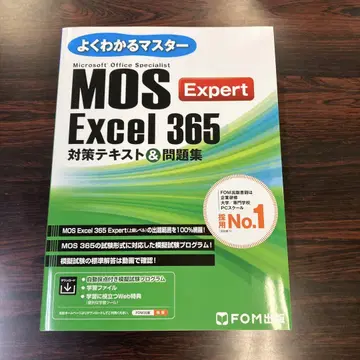 よくわかるマスター
Microsoft Office Specialist
MOS Expert
Excel 365
対策テキスト&問題集
FOM出版書籍は
企業研修
大学・専門学校
PCスクール
採用No.1
MOS Excel 365 Expert(上級レベル)の出題範囲を100%網羅!
MOS 365の試験形式に対応した模擬試験プログラム!
模擬試験の標準解答は動画で確認!
ダウンロード
自動採点付き模擬試験プログラム
学習ファイル
学習に役立つWeb特典
FOM出版